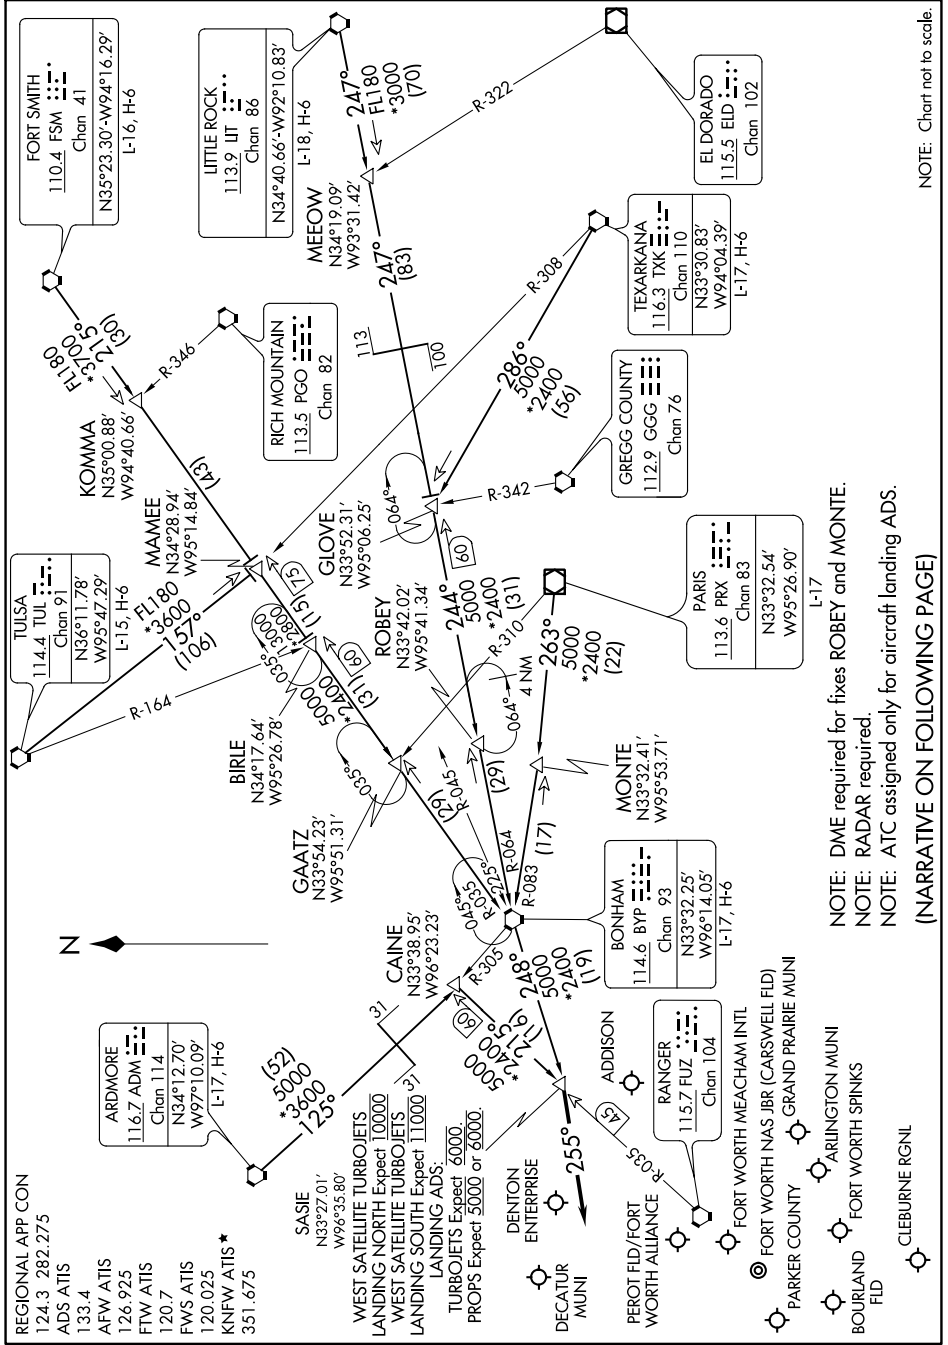 REGIONAL APP CON
124.3 282.275
ADS ATIS
133.4
AFW ATIS
126.925
FTW ATIS
120.7
FWS ATIS
120.025
KNFW ATIS★
351.675
ARDMORE
116.7 ADM
Chan 114
N34°12.70'
W97°10.09'
L-17, H-6
(52)
5000
*3600
125°
31
31
N
TULSA
114.4 TUL
Chan 91
N36°11.78'
W95°47.29'
L-15, H-6
FL180
*3600
157°
(106)
R-164
FORT SMITH
110.4 FSM
Chan 41
N35°23.30'-W94°16.29'
L-16, H-6
FL180
*3700
215°
(30)
KOMMA
N35°00.88'
W94°40.66'
R-346
RICH MOUNTAIN
113.5 PGO
Chan 82
(43)
MAMEE
N34°28.94'
W95°14.84'
75
(15)
13000
*2800
035°
60
BIRLE
N34°17.64'
W95°26.78'
5000
*2400
(31)
035°
GAATZ
N33°54.23'
W95°51.31'
(29)
R-035
LITTLE ROCK
113.9 LIT
Chan 86
N34°40.66'-W92°10.83'
L-18, H-6
247°
FL180
*3000
(70)
MEEOW
N34°19.09'
W93°31.42'
R-322
EL DORADO
115.5 ELD
Chan 102
247°
(83)
113
100
R-308
TEXARKANA
116.3 TXK
Chan 110
N33°30.83'
W94°04.39'
L-17, H-6
286°
5000
*2400
(56)
GLOVE
N33°52.31'
W95°06.25'
064°
60
R-342
GREGG COUNTY
112.9 GGG
Chan 76
244°
5000
*2400
(31)
ROBEY
N33°42.02'
W95°41.34'
R-310
4 NM
064°
(29)
R-064
R-045
225°
045°
PARIS
113.6 PRX
Chan 83
N33°32.54'
W95°26.90'
L-17
263°
5000
*2400
(22)
MONTE
N33°32.41'
W95°53.71'
(17)
R-083
BONHAM
114.6 BYP
Chan 93
N33°32.25'
W96°14.05'
L-17, H-6
CAINE
N33°38.95'
W96°23.23'
R-305
60
215°
(16)
*2400
5000
248°
5000
*2400
(19)
SASIE
N33°27.01'
W96°35.80'
WEST SATELLITE TURBOJETS
LANDING NORTH Expect 10000
WEST SATELLITE TURBOJETS
LANDING SOUTH Expect 11000
LANDING ADS:
TURBOJETS Expect 6000.
PROPS Expect 5000 or 6000.
255°
45
R-035
RANGER
115.7 FUZ
Chan 104
ADDISON
DENTON
ENTERPRISE
DECATUR
MUNI
PEROT FLD/FORT
WORTH ALLIANCE
FORT WORTH MEACHAM INTL
FORT WORTH NAS JBR (CARSWELL FLD)
GRAND PRAIRIE MUNI
PARKER COUNTY
ARLINGTON MUNI
BOURLAND
FLD
FORT WORTH SPINKS
CLEBURNE RGNL
NOTE: DME required for fixes ROBEY and MONTE.
NOTE: RADAR required.
NOTE: ATC assigned only for aircraft landing ADS.
(NARRATIVE ON FOLLOWING PAGE)
NOTE: Chart not to scale.